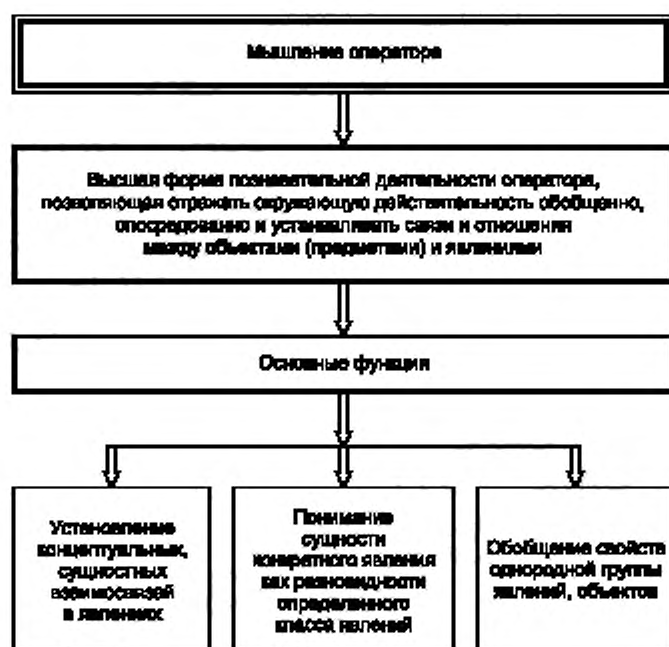 Мышление оператора
Высшая форма познавательной деятельности оператора,
позволяющая отражать окружающую действительность обобщенно,
опосредованно и устанавливать связи и отношения
между объектами (предметами) и явлениями
Основные функции
Установление
концептуальных,
сущностных
взаимосвязей
в явлениях
Понимание
сущности
конкретного явления
как разновидности
определенного
класса явлений
Обобщение свойств
однородной группы
явлений, объектов